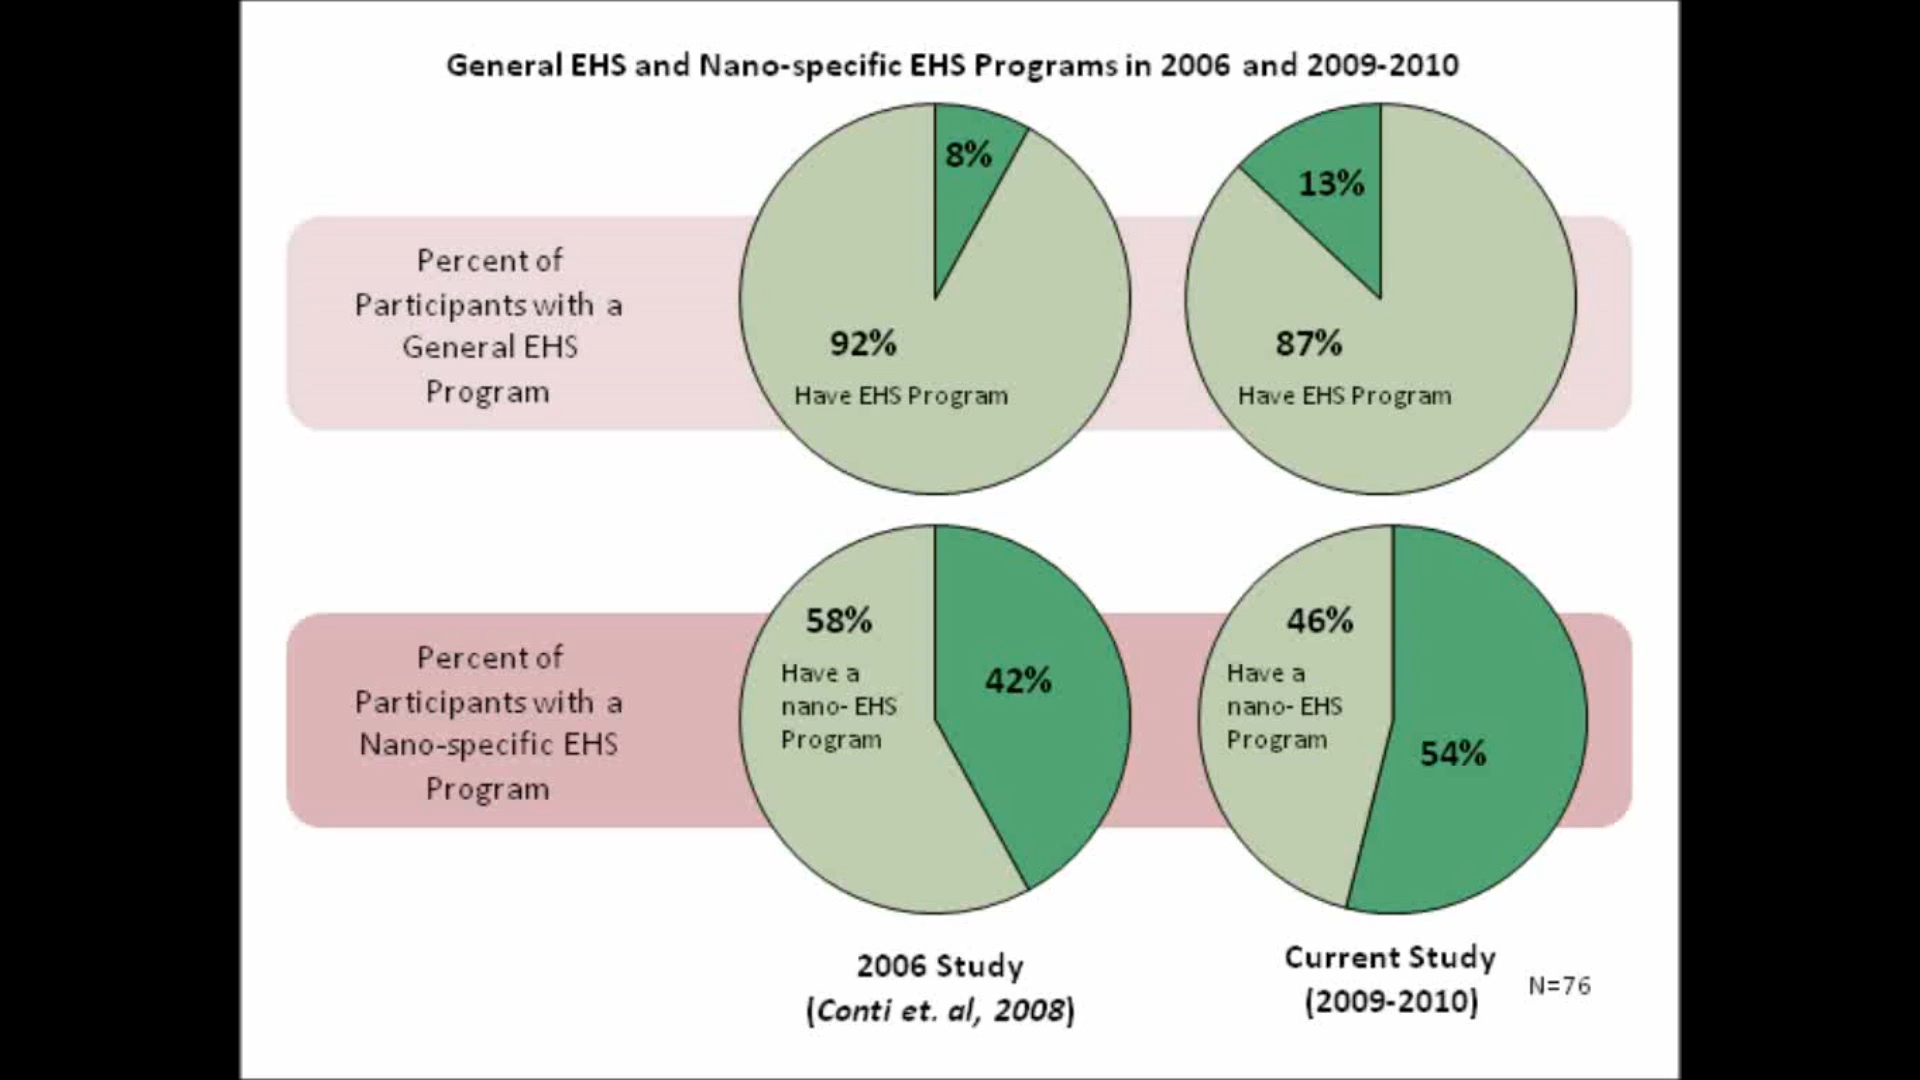 General EHS and Nano-specific EHS Programs in 2006 and 2009-2010
8%
13%
Percent of
Participants with a
General EHS
Program
92%
Have EHS Program
87%
Have EHS Program
Percent of
Participants with a
Nano-specific EHS
Program
58%
Have a
nano- EHS
Program
42%
46%
Have a
nano- EHS
Program
54%
2006 Study
(Conti et. al, 2008)
Current Study
(2009-2010)
N=76